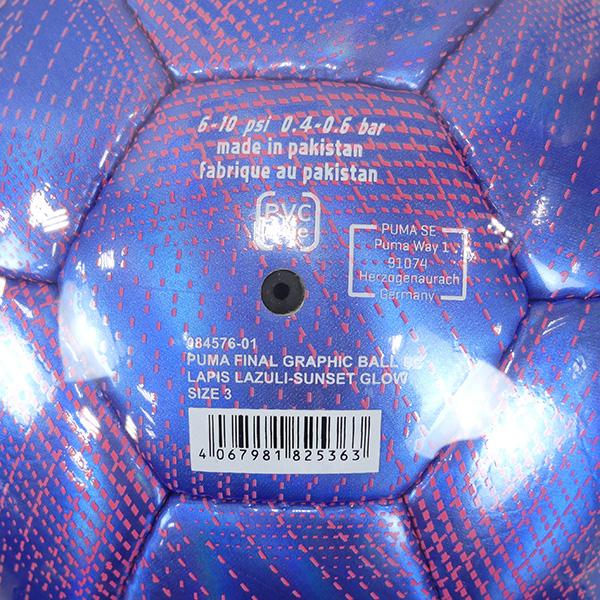 6-10 psi 0.4-0.6 bar
made in pakistan
fabrique au pakistan
PVC
PUMA SE
Puma Way 1
91074
Herzogenaurach
Germany
084576-01
PUMA FINAL GRAPHIC BALL
LAPIS LAZULI-SUNSET GLOW
SIZE 3
4 067981 825363